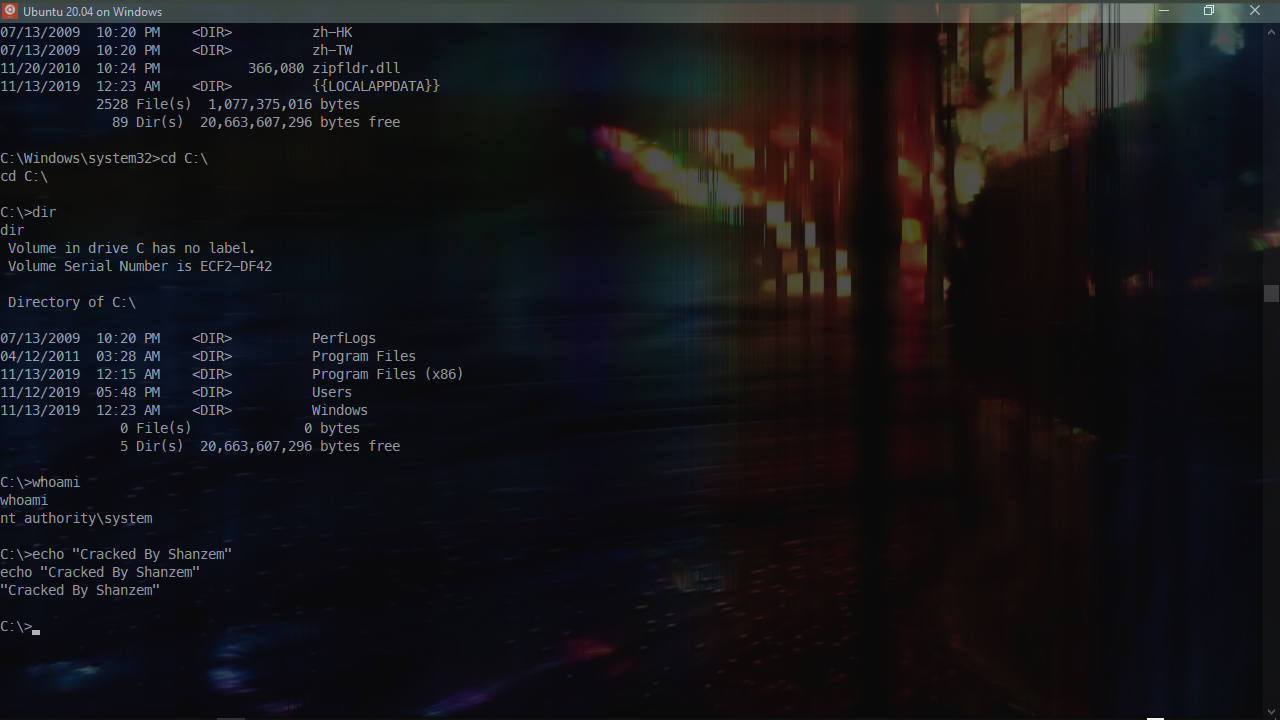 Ubuntu 20.04 on Windows
07/13/2009  10:20 PM    <DIR>          zh-HK
07/13/2009  10:20 PM    <DIR>          zh-TW
11/20/2010  10:24 PM           366,080 zipfldr.dll
11/13/2019  12:23 AM    <DIR>          {{LOCALAPPDATA}}
            2528 File(s)  1,077,375,016 bytes
              89 Dir(s)  20,663,607,296 bytes free
C:\Windows\system32>cd C:\
cd C:\
C:\>dir
dir
 Volume in drive C has no label.
 Volume Serial Number is ECF2-DF42
 Directory of C:\
07/13/2009  10:20 PM    <DIR>          PerfLogs
04/12/2011  03:28 AM    <DIR>          Program Files
11/13/2019  12:15 AM    <DIR>          Program Files (x86)
11/12/2019  05:48 PM    <DIR>          Users
11/13/2019  12:23 AM    <DIR>          Windows
               0 File(s)              0 bytes
               5 Dir(s)  20,663,607,296 bytes free
C:\>whoami
whoami
nt authority\system
C:\>echo "Cracked By Shanzem"
echo "Cracked By Shanzem"
"Cracked By Shanzem"
C:\>